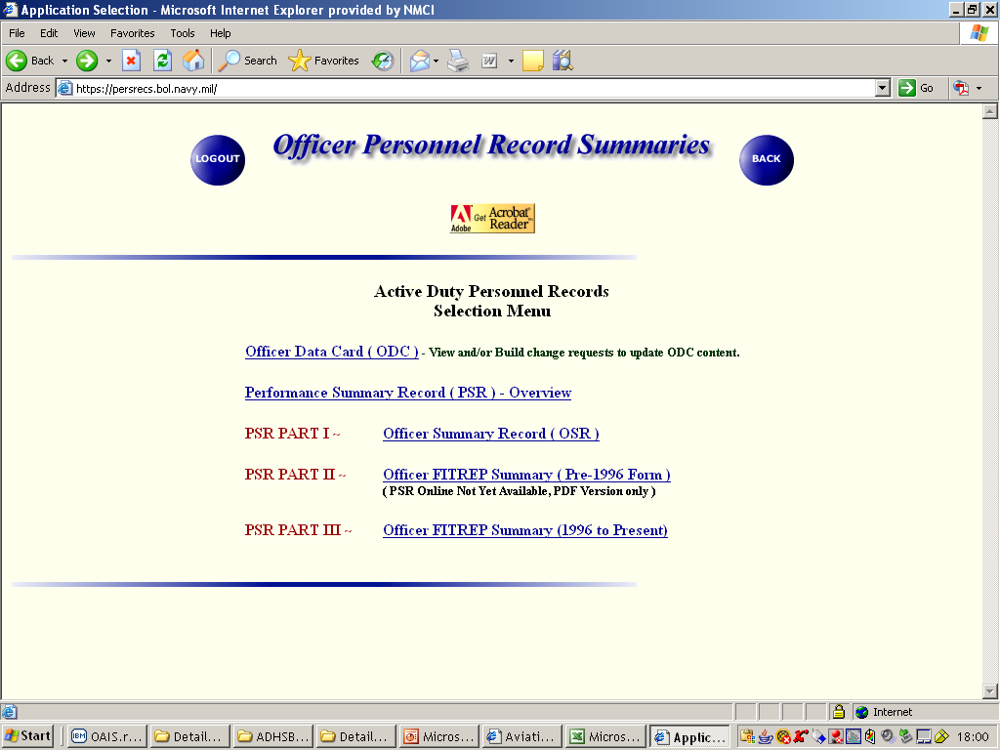 Application Selection - Microsoft Internet Explorer provided by NMCI
File Edit View Favorites Tools Help
Back Search Favorites
Address https://persrecs.bol.navy.mil/ Go
LOGOUT Officer Personnel Record Summaries BACK
Adobe Get Acrobat Reader
Active Duty Personnel Records
Selection Menu
Officer Data Card ( ODC ) - View and/or Build change requests to update ODC content.
Performance Summary Record ( PSR ) - Overview
PSR PART I ~ Officer Summary Record ( OSR )
PSR PART II ~ Officer FITREP Summary ( Pre-1996 Form )
( PSR Online Not Yet Available, PDF Version only )
PSR PART III ~ Officer FITREP Summary (1996 to Present)
Internet
Start OAIS.r... Detail... ADHSB... Detail... Micros... Aviati... Micros... Applic... 18:00